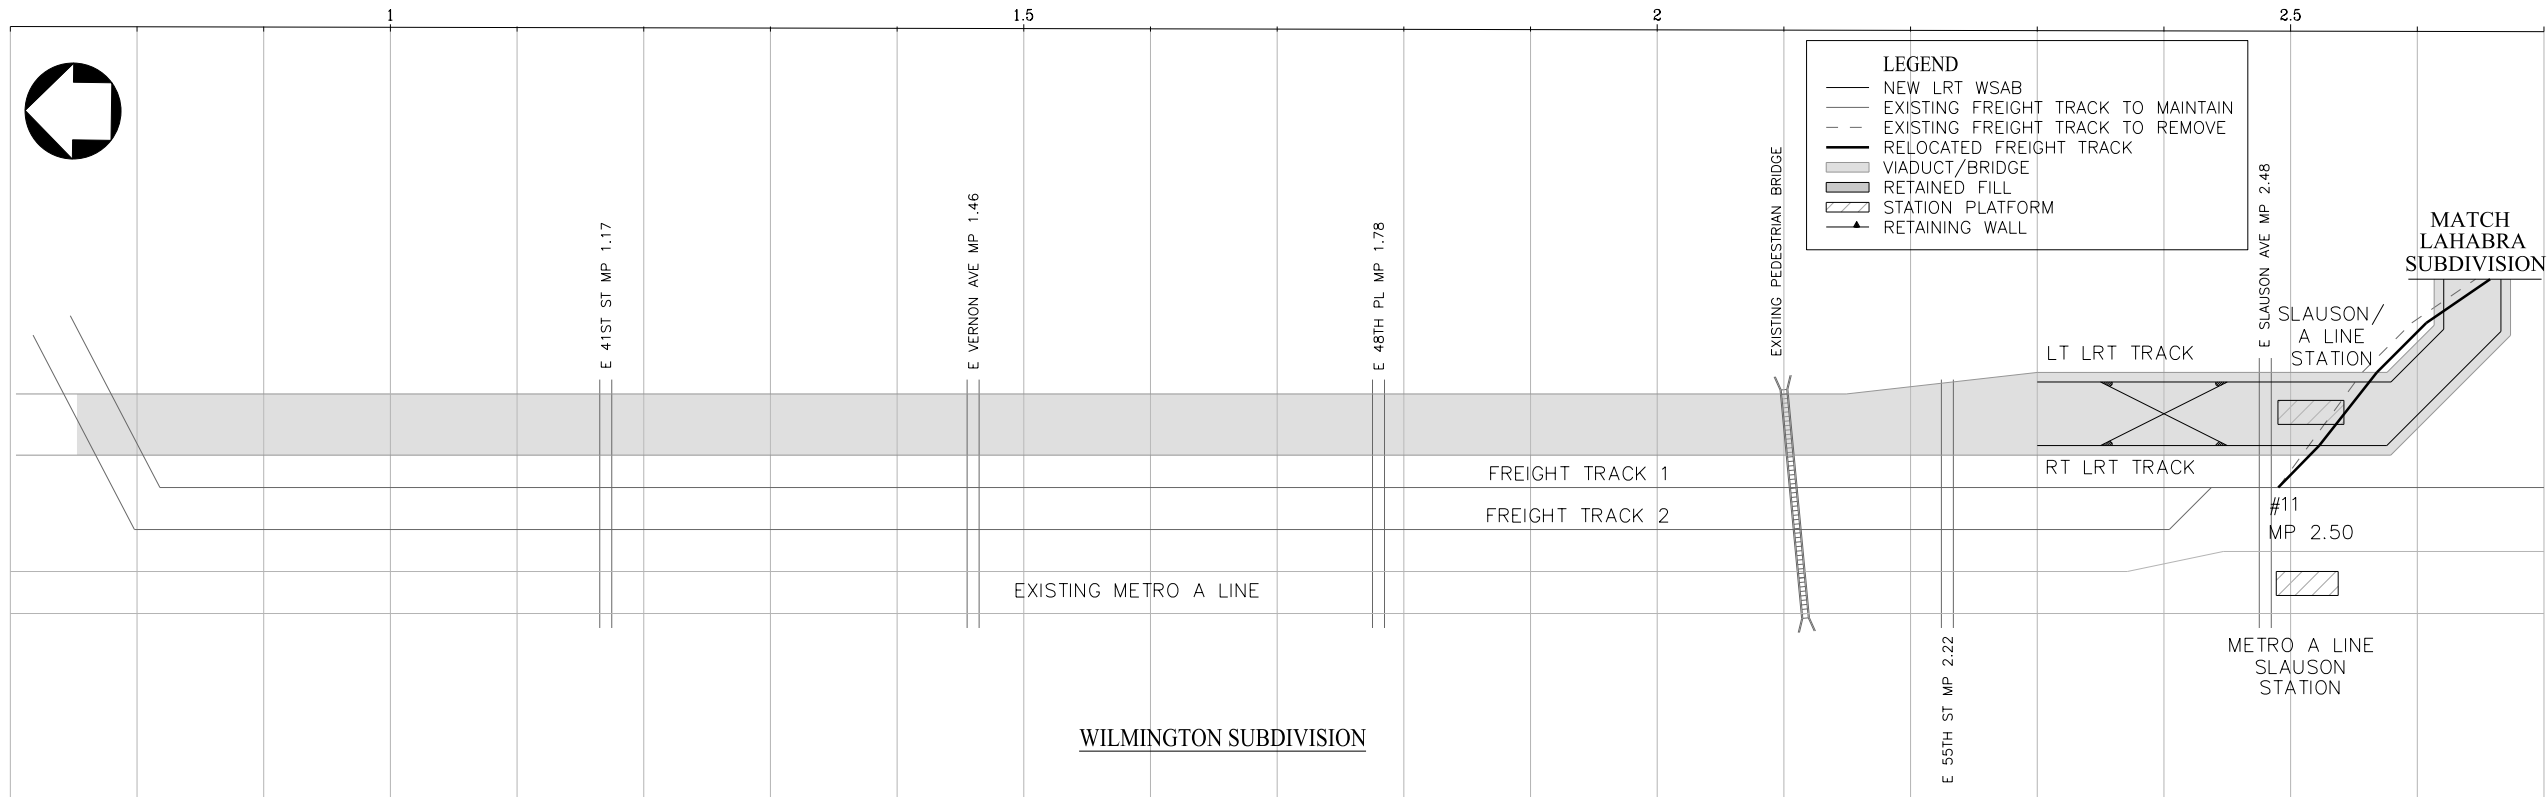 1
1.5
2
2.5
LEGEND
NEW LRT WSAB
EXISTING FREIGHT TRACK TO MAINTAIN
EXISTING FREIGHT TRACK TO REMOVE
RELOCATED FREIGHT TRACK
VIADUCT/BRIDGE
RETAINED FILL
STATION PLATFORM
RETAINING WALL
E 41ST ST MP 1.17
E VERNON AVE MP 1.46
E 48TH PL MP 1.78
EXISTING PEDESTRIAN BRIDGE
E SLAUSON AVE MP 2.48
MATCH
LAHABRA
SUBDIVISION
SLAUSON/
A LINE
STATION
LT LRT TRACK
RT LRT TRACK
FREIGHT TRACK 1
FREIGHT TRACK 2
#11
MP 2.50
EXISTING METRO A LINE
E 55TH ST MP 2.22
METRO A LINE
SLAUSON
STATION
WILMINGTON SUBDIVISION